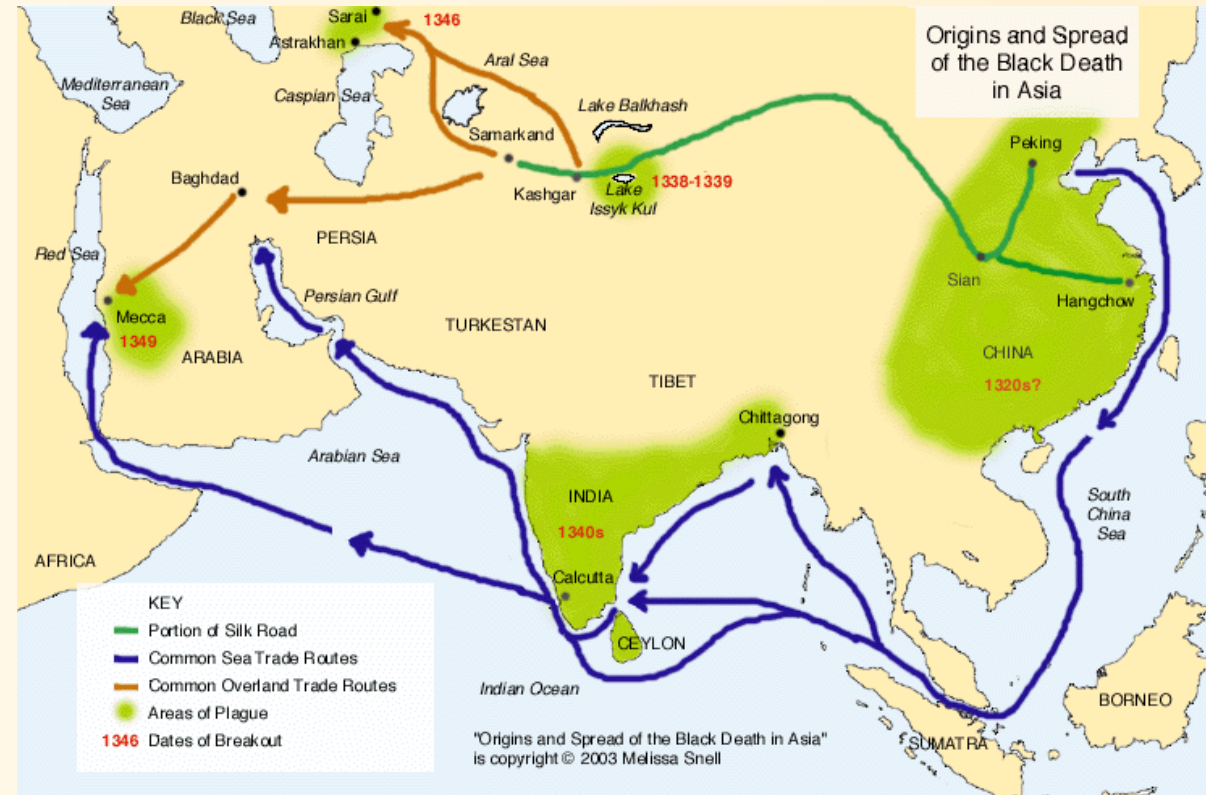 Black Sea
Sarai
1346
Astrakhan
Origins and Spread
of the Black Death
in Asia
Mediterranean
Sea
Caspian Sea
Aral Sea
Lake Balkhash
Samarkand
Peking
Baghdad
Kashgar
Lake
Issyk Kul
1338-1339
PERSIA
Red Sea
Sian
Persian Gulf
Hangchow
Mecca
1349
ARABIA
TURKESTAN
CHINA
1320s?
TIBET
Chittagong
Arabian Sea
INDIA
1340s
South
China
Sea
AFRICA
Calcutta
CEYLON
KEY
Portion of Silk Road
Common Sea Trade Routes
Common Overland Trade Routes
Areas of Plague
1346 Dates of Breakout
Indian Ocean
BORNEO
SUMATRA
"Origins and Spread of the Black Death in Asia"
is copyright © 2003 Melissa Snell